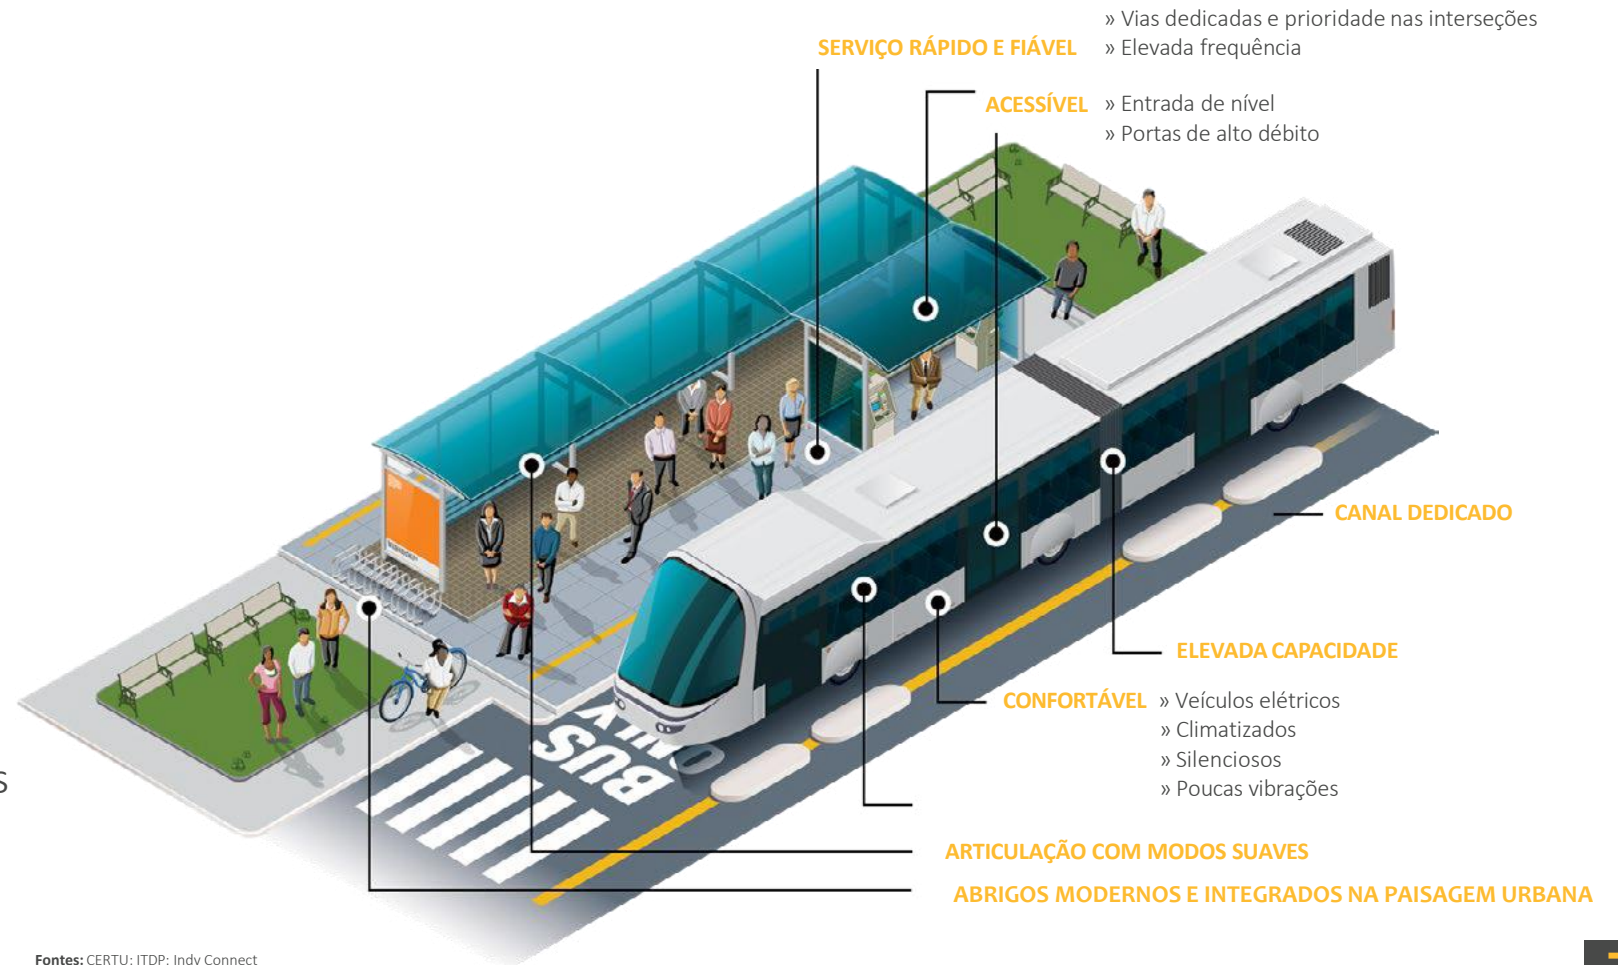 » Vias dedicadas e prioridade nas interseções
SERVIÇO RÁPIDO E FIÁVEL » Elevada frequência
ACESSÍVEL » Entrada de nível
» Portas de alto débito
CANAL DEDICADO
ELEVADA CAPACIDADE
CONFORTÁVEL » Veículos elétricos
» Climatizados
» Silenciosos
» Poucas vibrações
BUS
ONLY
S
ARTICULAÇÃO COM MODOS SUAVES
ABRIGOS MODERNOS E INTEGRADOS NA PAISAGEM URBANA
Fontes: CERTU; ITDP; Indy Connect